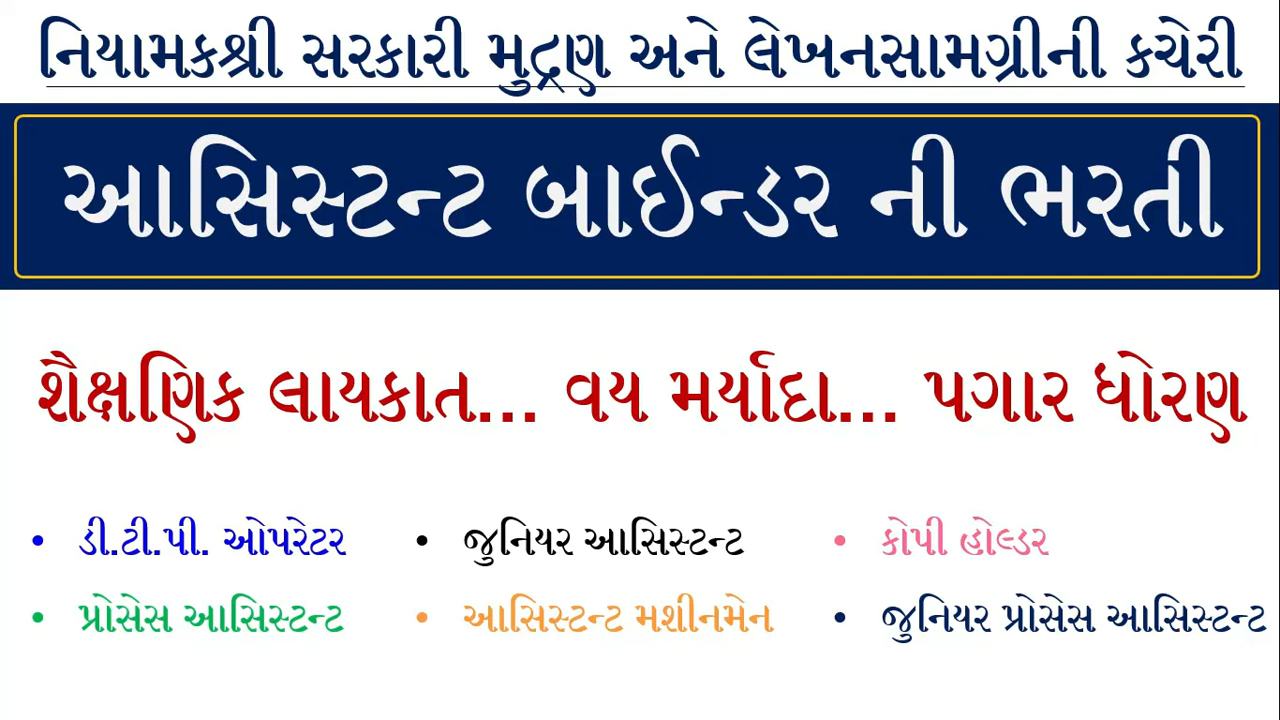 નિયામકશ્રી સરકારી મુદ્રણ અને લેખનસામગ્રીની કચેરી
આસિસ્ટન્ટ બાઈન્ડર ની ભરતી
શૈક્ષણિક લાયકાત... વય મર્યાદા... પગાર ધોરણ
• ડી.ટી.પી. ઓપરેટર • જુનિયર આસિસ્ટન્ટ • કોપી હોલ્ડર
• પ્રોસેસ આસિસ્ટન્ટ • આસિસ્ટન્ટ મશીનમેન • જુનિયર પ્રોસેસ આસિસ્ટન્ટ